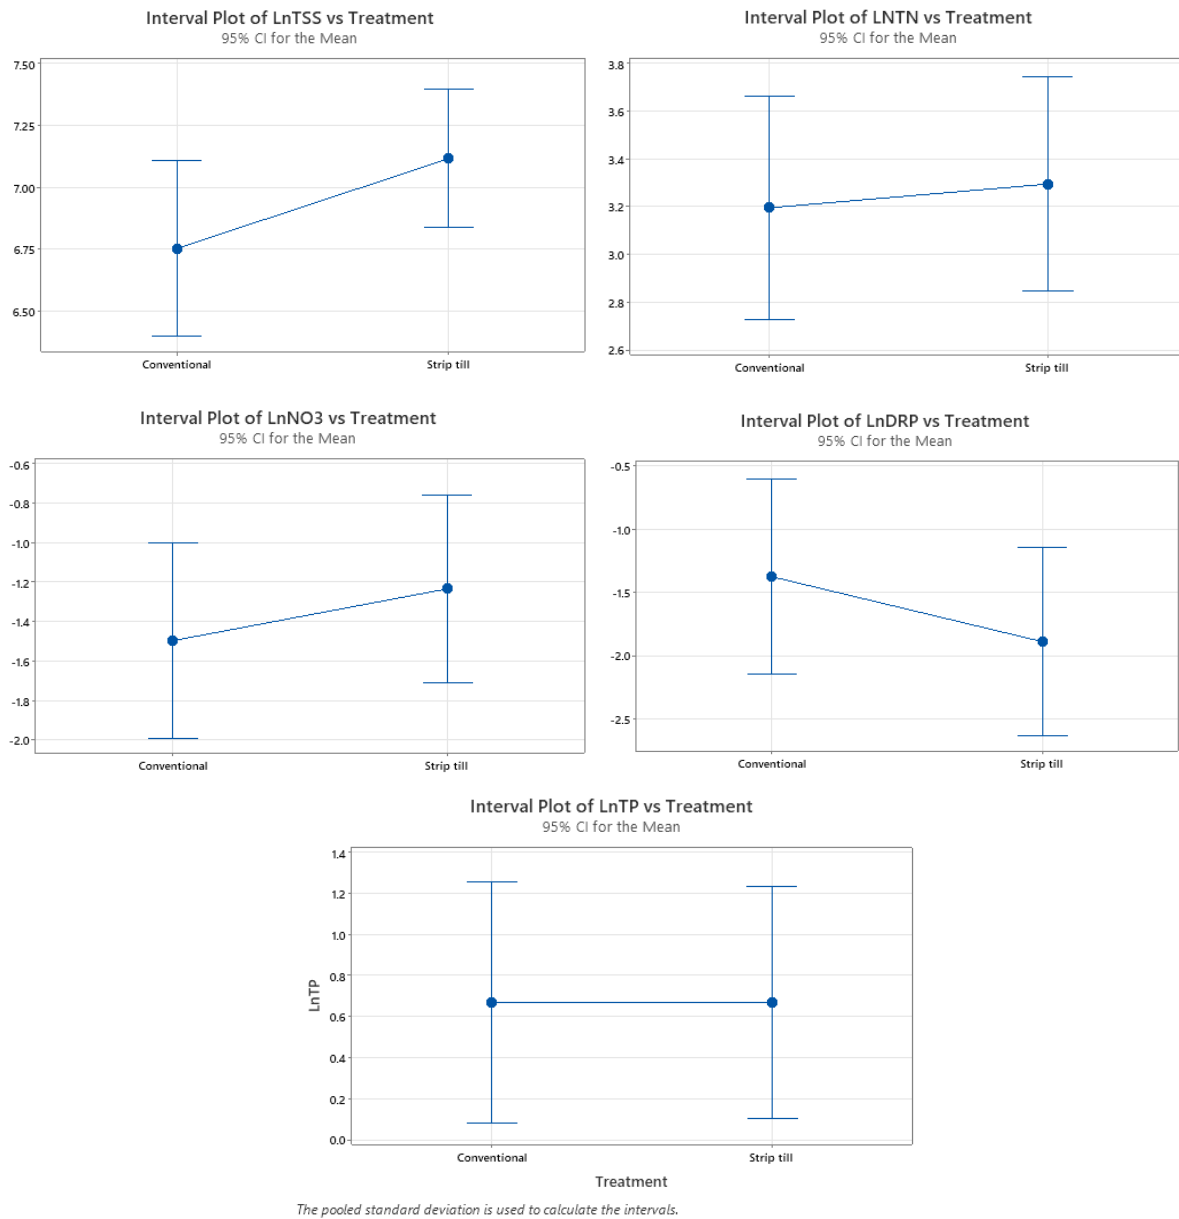 Interval Plot of LnTSS vs Treatment
95% CI for the Mean
7.50
7.25
7.00
6.75
6.50
Conventional Strip till
Interval Plot of LNTN vs Treatment
95% CI for the Mean
3.8
3.6
3.4
3.2
3.0
2.8
2.6
Conventional Strip till
Interval Plot of LnNO3 vs Treatment
95% CI for the Mean
-0.6
-0.8
-1.0
-1.2
-1.4
-1.6
-1.8
-2.0
Conventional Strip till
Interval Plot of LnDRP vs Treatment
95% CI for the Mean
-0.5
-1.0
-1.5
-2.0
-2.5
Conventional Strip till
Interval Plot of LnTP vs Treatment
95% CI for the Mean
LnTP
1.4
1.2
1.0
0.8
0.6
0.4
0.2
0.0
Conventional Strip till
Treatment
The pooled standard deviation is used to calculate the intervals.